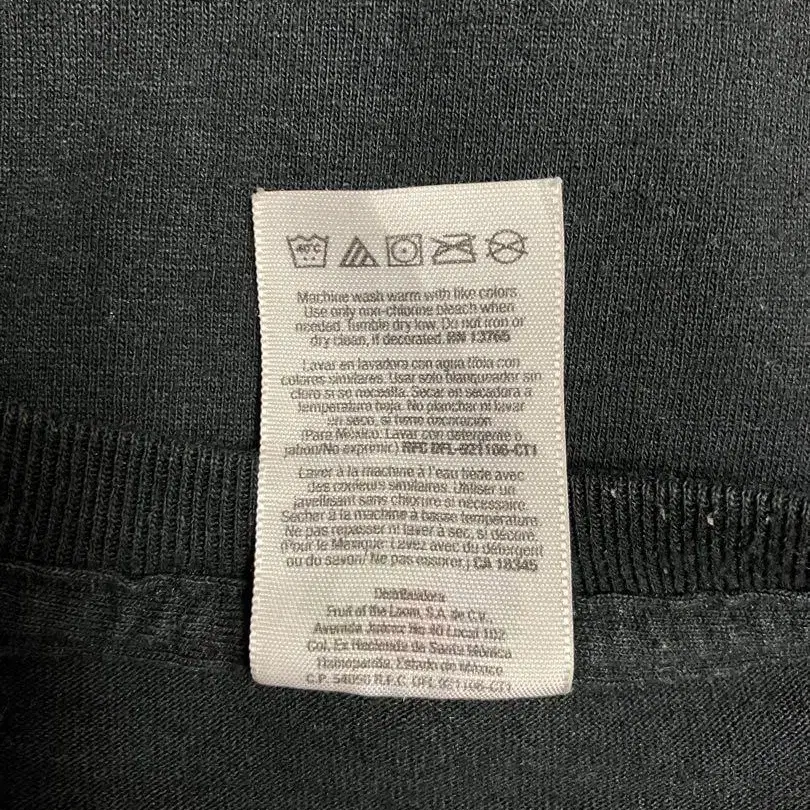 40°C
Machine wash warm with like colors
Use only non-chlorine bleach when
needed. Tumble dry low. Do not iron or
dry clean, if decorated. RN 13765
Lavar en lavadora con agua tibia con
colores similares. Usar solo blanqueador sin
cloro si se necesita. Secar en secadora a
temperatura baja. No planchar ni lavar
en seco, si tiene decoración
(Para México: Lavar con detergente o
jabón/No exprimir.) RFC DFL-921106-CT1
Laver à la machine à l'eau tiède avec
des couleurs similaires. Utiliser un
javellisant sans chlorure si nécessaire.
Sécher à la machine à basse température.
Ne pas repasser ni laver à sec, si décoré.
(Pour le Mexique: Lavez avec du détergent
ou du savon/ Ne pas essorer.) CA 18345
Distribuidora
Fruit of the Loom, S.A. de C.V.,
Avenida Juárez No 40 Local 1D2
Col. Ex Hacienda de Santa Mónica
Tlalnepantla, Estado de México
C.P. 54050 R.F.C. DFL 921106-CT1